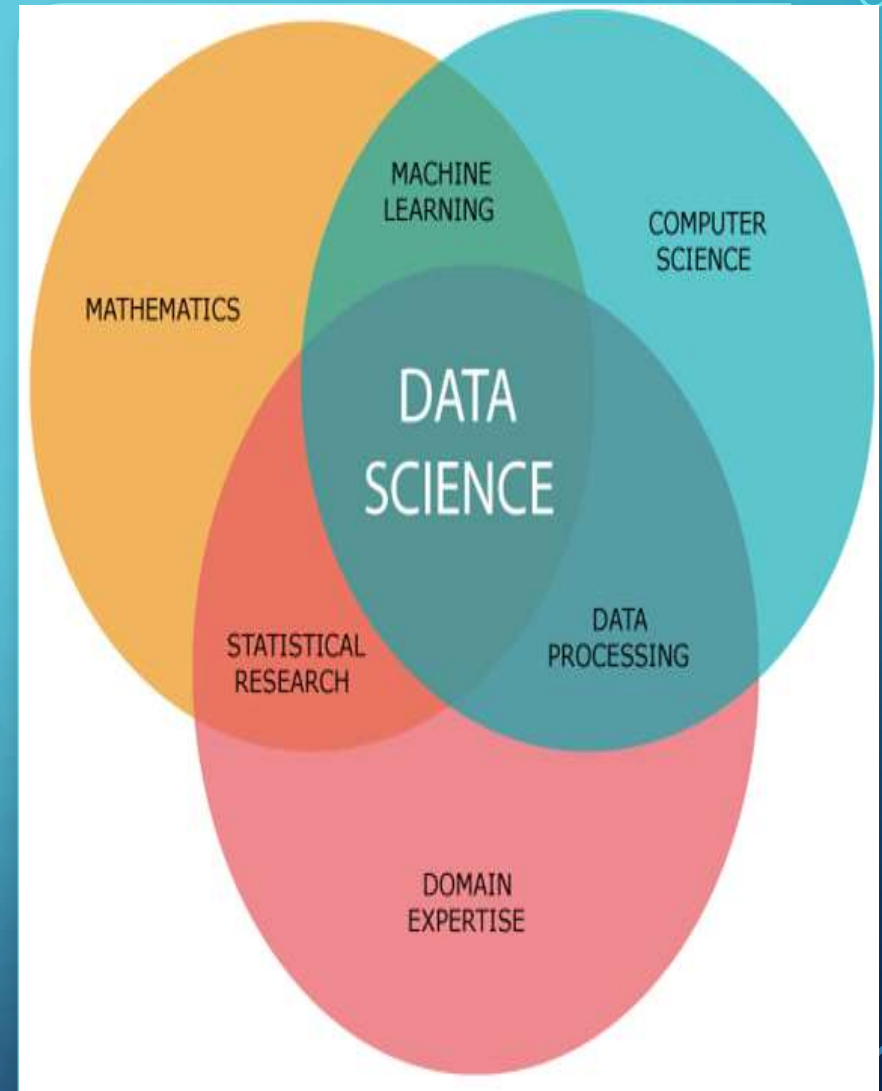 MACHINE
LEARNING
COMPUTER
SCIENCE
MATHEMATICS
DATA
SCIENCE
STATISTICAL
RESEARCH
DATA
PROCESSING
DOMAIN
EXPERTISE